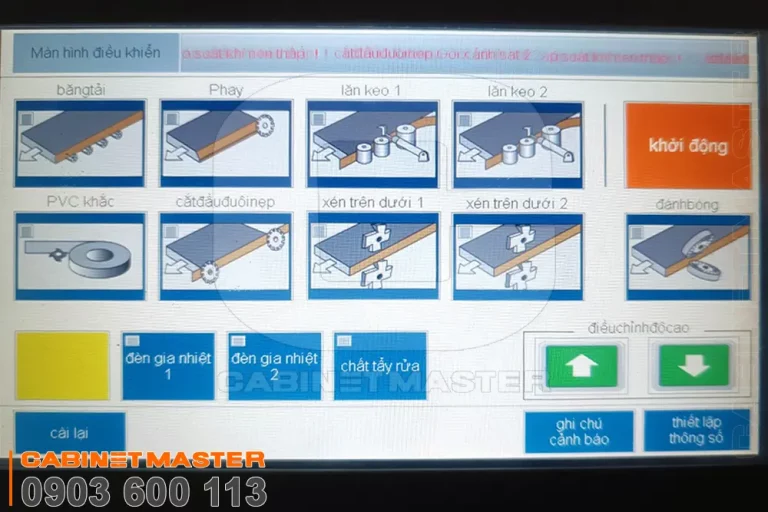 Màn hình điều khiển
băngtải
Phay
lăn keo 1
lăn keo 2
khởi động
PVC khắc
cắtđầuđuôinẹp
xén trên dưới 1
xén trên dưới 2
đánhbóng
đèn gia nhiệt
1
đèn gia nhiệt
2
chất tẩy rửa
điềuchỉnhđộcao
CABINET MASTER
cài lại
ghi chú
cảnh báo
thiết lập
thông số
CABINET MASTER
0903 600 113